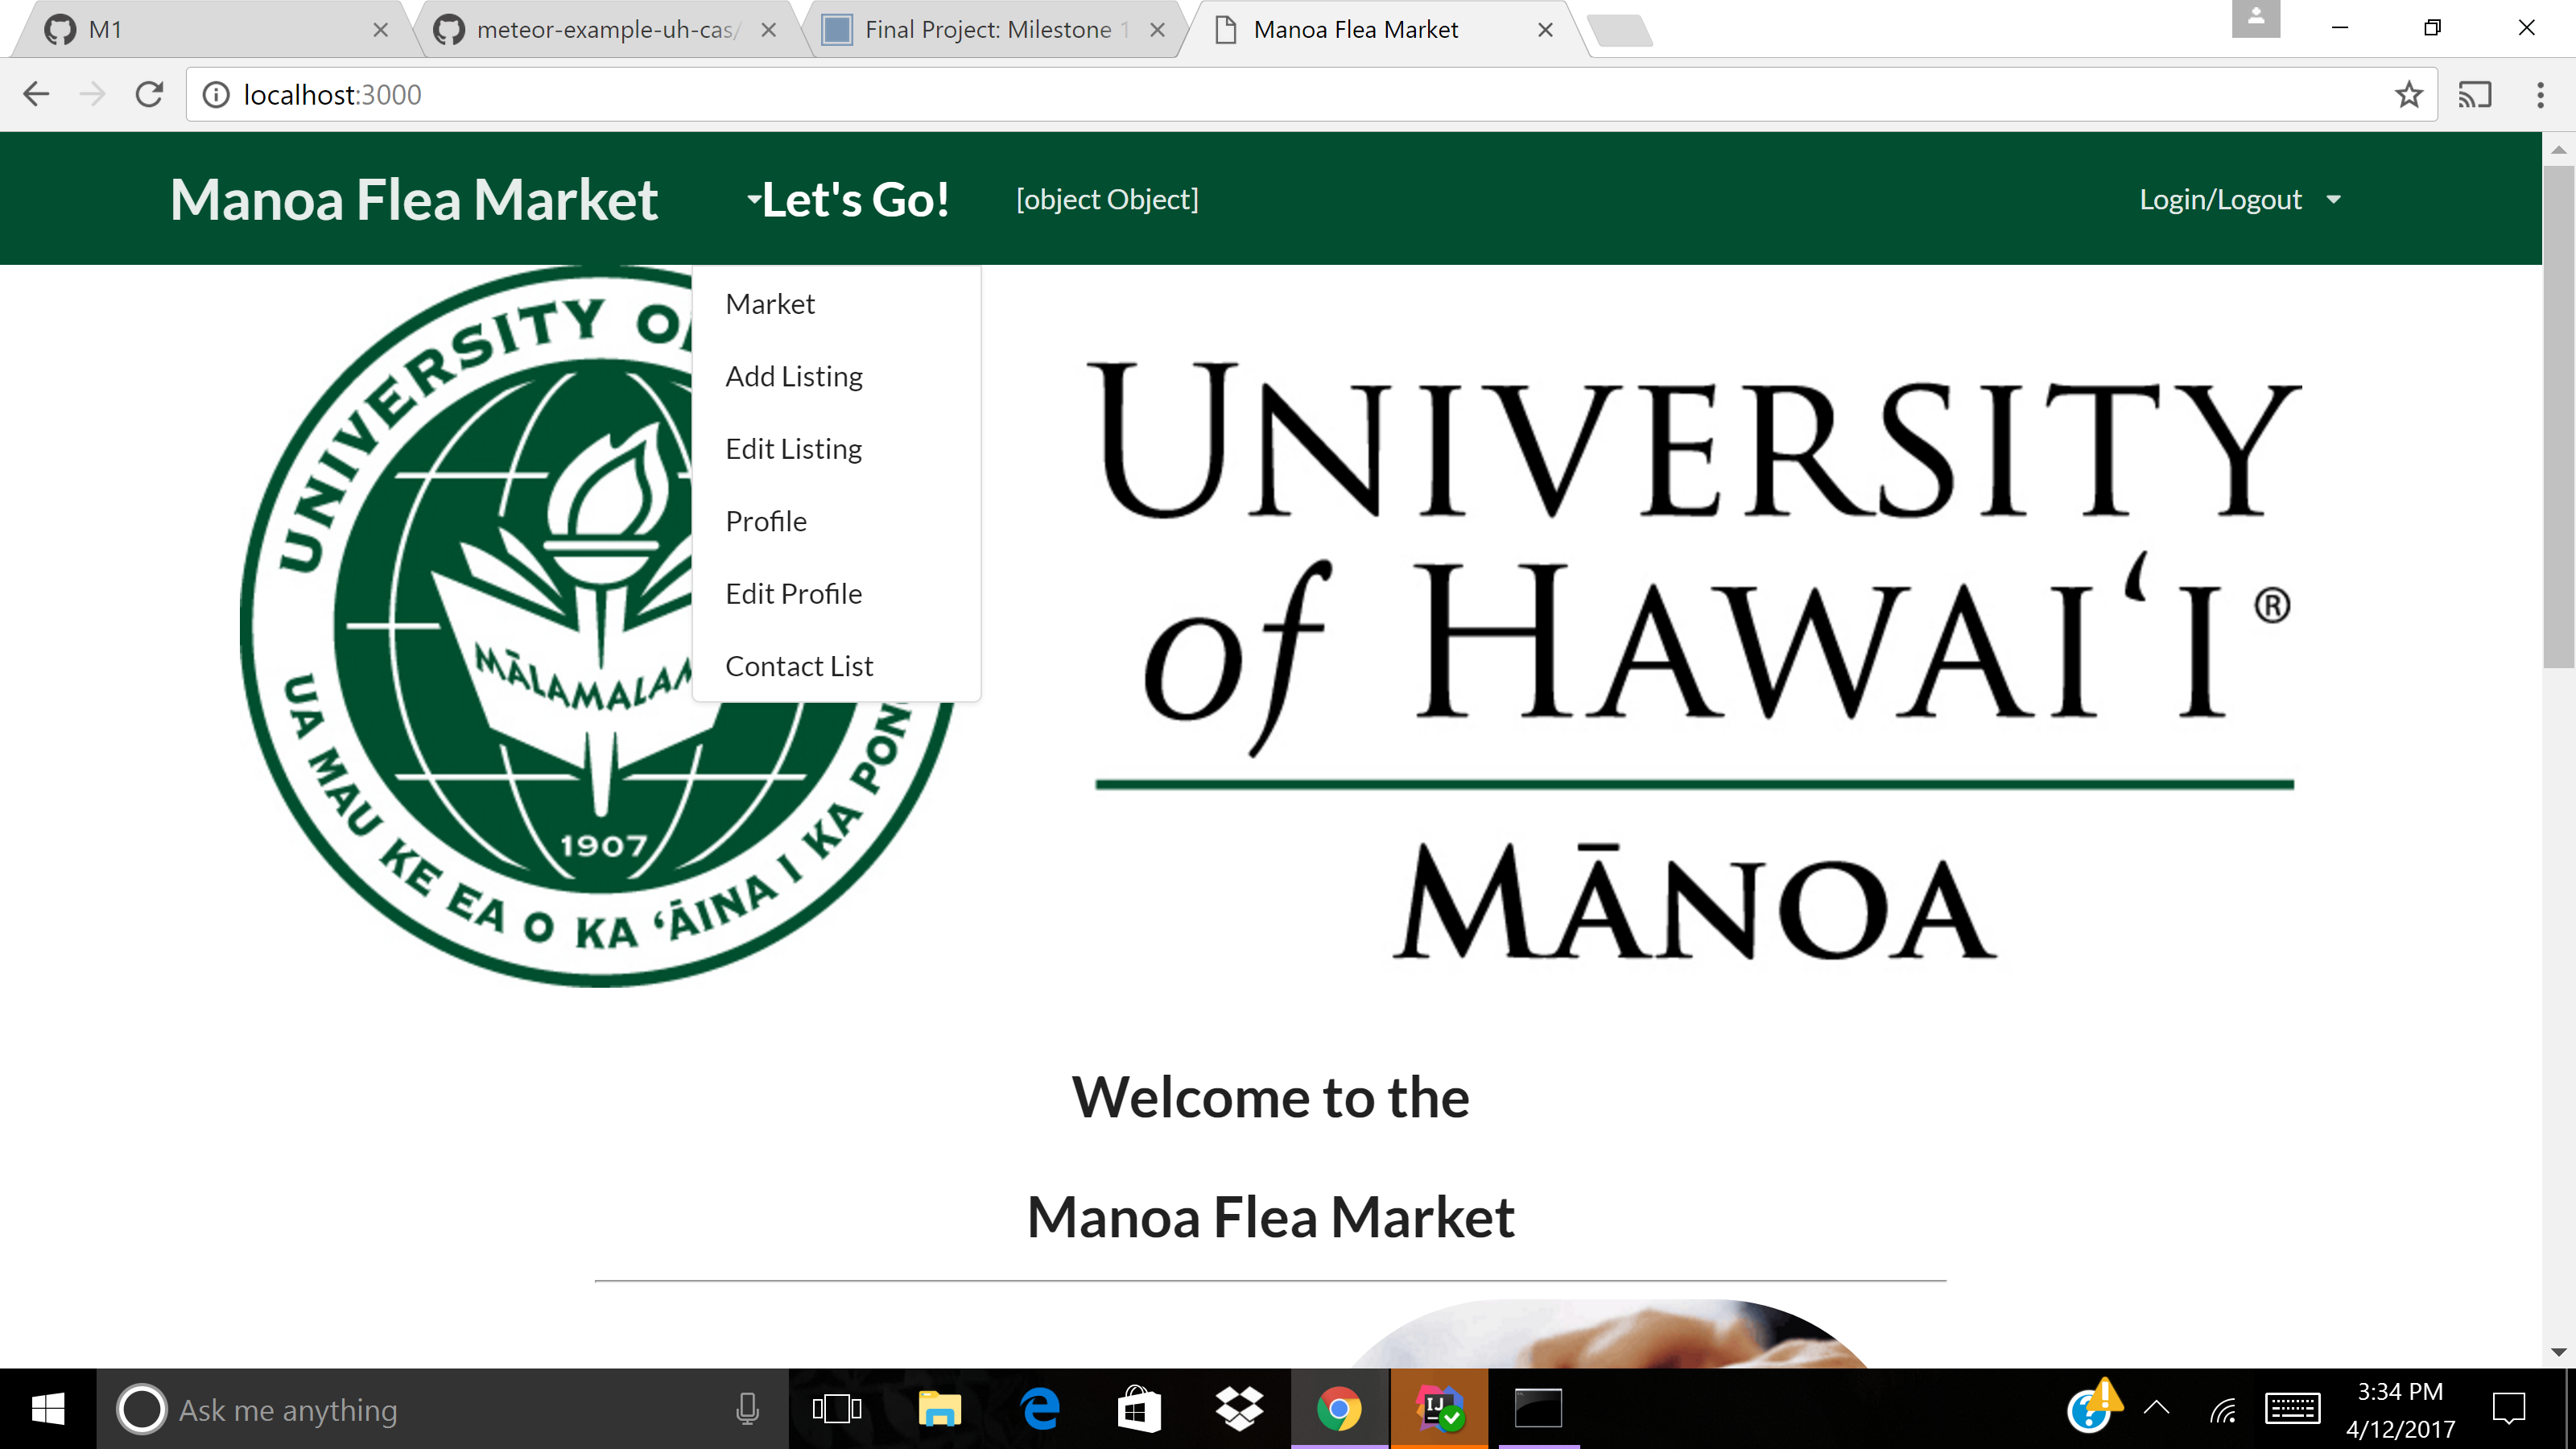 M1
meteor-example-uh-cas/
Final Project: Milestone 1
Manoa Flea Market
localhost:3000
Manoa Flea Market
Let's Go!
[object Object]
Login/Logout
Market
Add Listing
Edit Listing
Profile
Edit Profile
Contact List
UNIVERSITY
UA MAU KE EA O KA ʻĀINA I KA
1907
UNIVERSITY
of HAWAIʻI®
MĀNOA
Welcome to the
Manoa Flea Market
Ask me anything
IJ
3:34 PM
4/12/2017